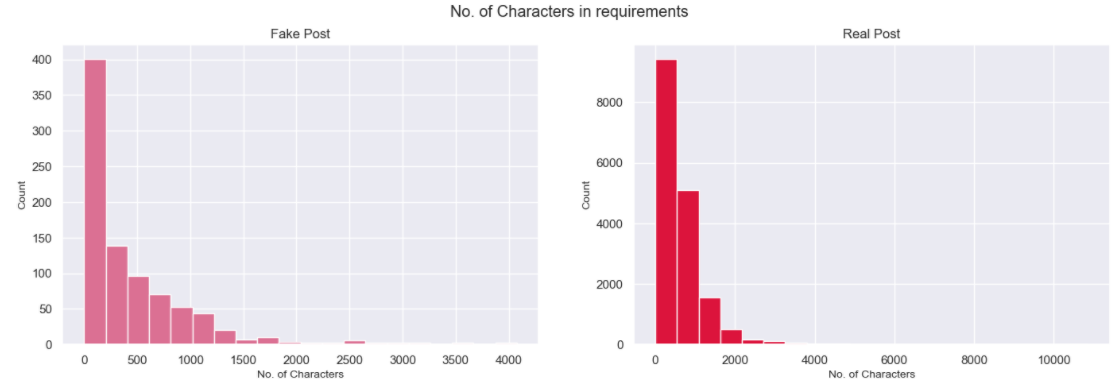 No. of Characters in requirements
Fake Post
Real Post
400
350
300
250
200
150
100
50
0
Count
0 500 1000 1500 2000 2500 3000 3500 4000
No. of Characters
8000
6000
4000
2000
0
Count
0 2000 4000 6000 8000 10000
No. of Characters